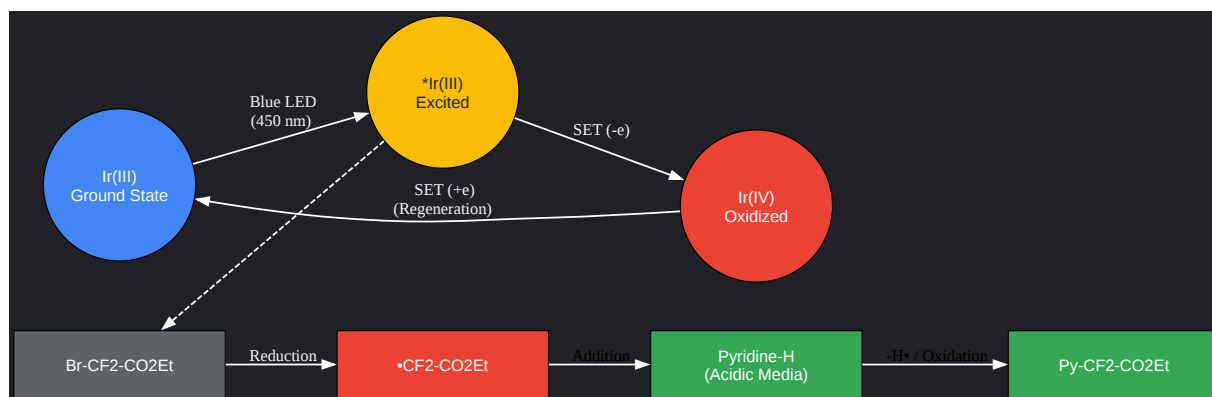 *Ir(III)
Excited
Blue LED
(450 nm)
SET (-e)
Ir(III)
Ground State
SET (+e)
(Regeneration)
Ir(IV)
Oxidized
Br-CF2-CO2Et
Reduction
•CF2-CO2Et
Addition
Pyridine-H
(Acidic Media)
-H• / Oxidation
Py-CF2-CO2Et